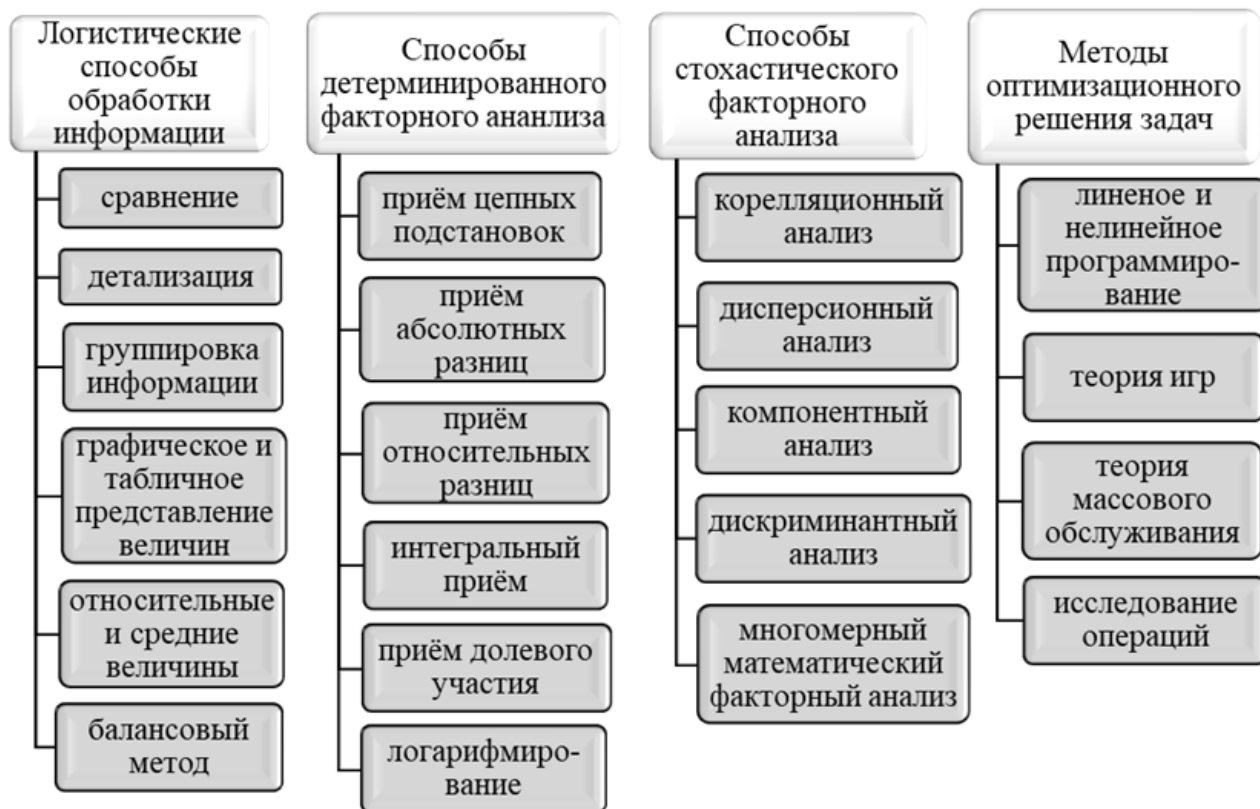 Логистические
способы
обработки
информации
сравнение
детализация
группировка
информации
графическое и
табличное
представление
величин
относительные
и средние
величины
балансовый
метод
Способы
детерминированного
факторного ананлиза
приём цепных
подстановок
приём
абсолютных
разниц
приём
относительных
разниц
интегральный
приём
приём долевого
участия
логарифмиро-
вание
Способы
стохастического
факторного
анализа
корелляционный
анализ
дисперсионный
анализ
компонентный
анализ
дискриминантный
анализ
многомерный
математический
факторный анализ
Методы
оптимизационного
решения задач
линеное и
нелинейное
программиро-
вание
теория игр
теория
массового
обслуживания
исследование
операций